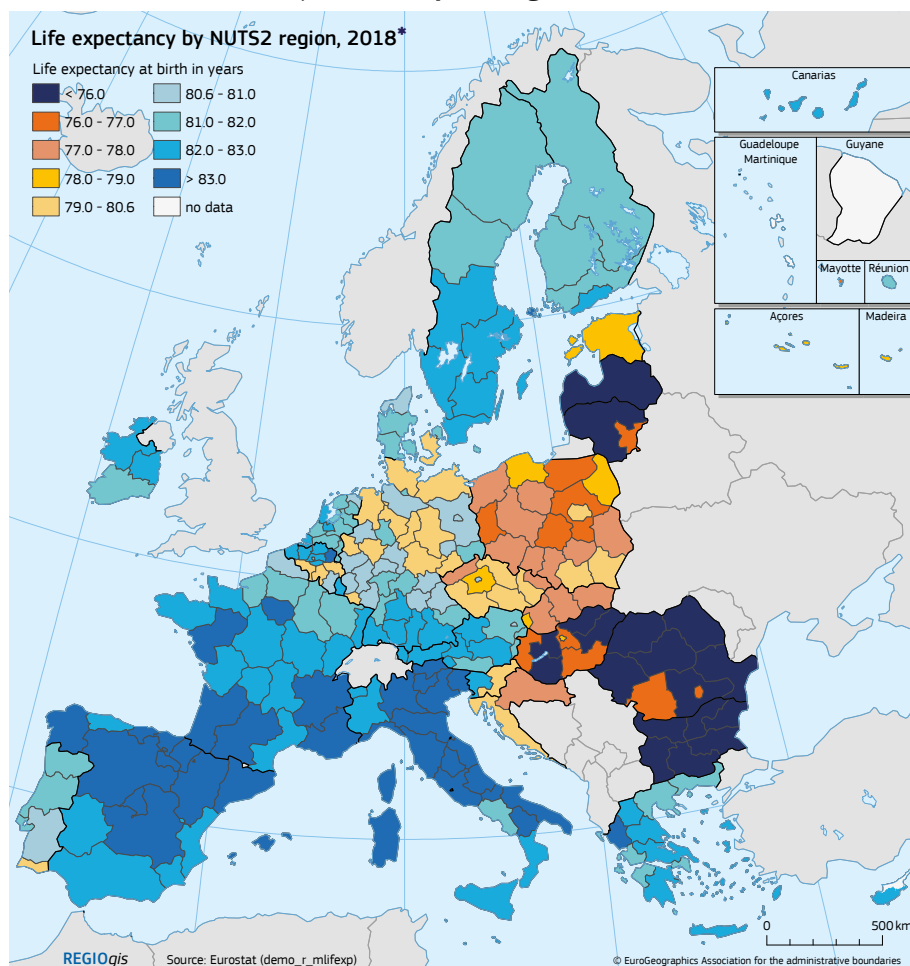 Life expectancy by NUTS2 region, 2018*
Life expectancy at birth in years
< 76.0
76.0 - 77.0
77.0 - 78.0
78.0 - 79.0
79.0 - 80.6
80.6 - 81.0
81.0 - 82.0
82.0 - 83.0
> 83.0
no data
Canarias
Guadeloupe
Martinique
Guyane
Mayotte
Réunion
Açores
Madeira
0
500 km
REGIOgis
Source: Eurostat (demo_r_mlifexp)
© EuroGeographics Association for the administrative boundaries